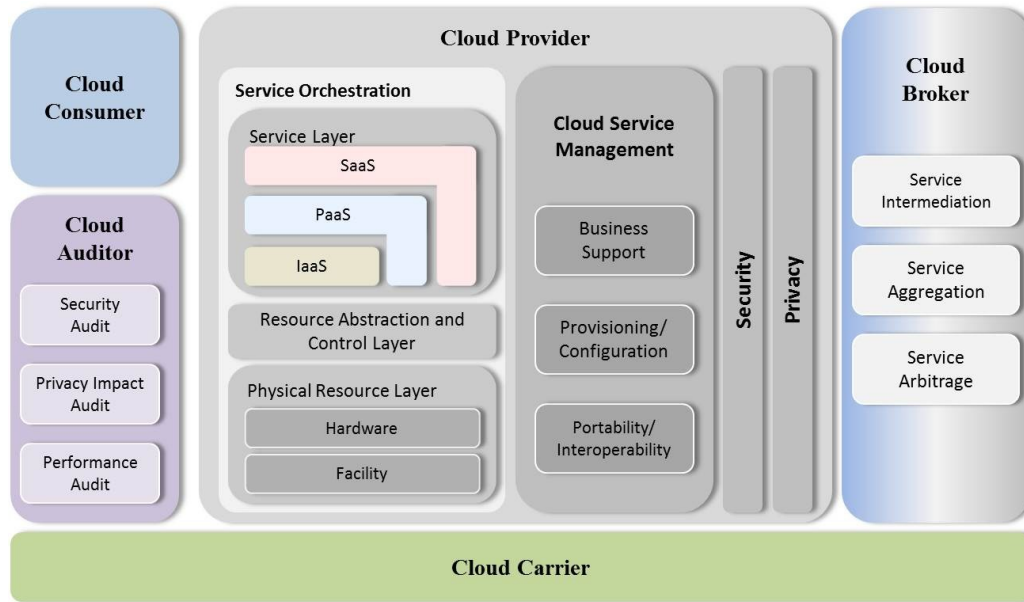 Cloud
Consumer
Cloud
Auditor
Security
Audit
Privacy Impact
Audit
Performance
Audit
Cloud Provider
Service Orchestration
Service Layer
SaaS
PaaS
IaaS
Resource Abstraction and
Control Layer
Physical Resource Layer
Hardware
Facility
Cloud Service
Management
Business
Support
Provisioning/
Configuration
Portability/
Interoperability
Security
Privacy
Cloud
Broker
Service
Intermediation
Service
Aggregation
Service
Arbitrage
Cloud Carrier